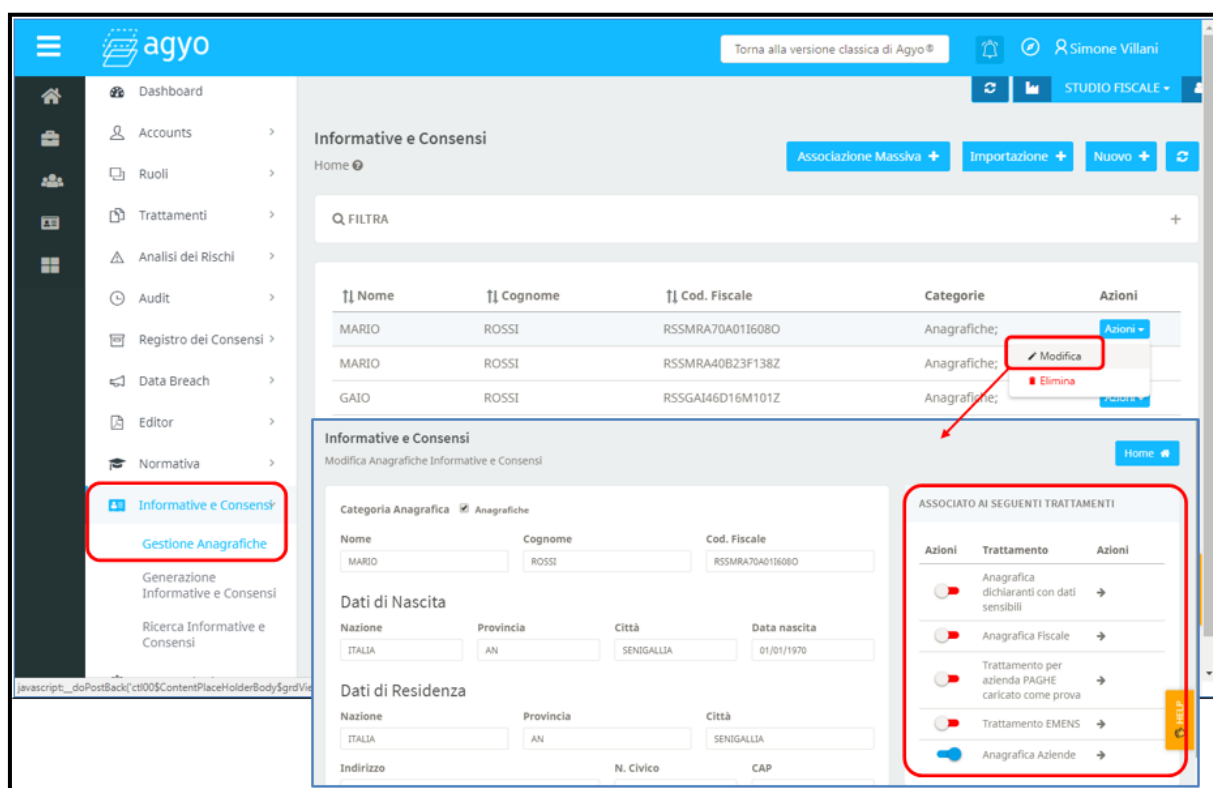 agyo
Torna alla versione classica di Agyo®
Simone Villani
STUDIO FISCALE
Dashboard
Accounts
Ruoli
Trattamenti
Analisi dei Rischi
Audit
Registro dei Consensi
Data Breach
Editor
Normativa
Informative e Consensi
Gestione Anagrafiche
Generazione
Informative e Consensi
Ricerca Informative e
Consensi
javascript:__doPostBack('ctl00$ContentPlaceHolderBody$grdVie
Informative e Consensi
Home
Associazione Massiva +
Importazione +
Nuovo +
FILTRA +
Nome Cognome Cod. Fiscale Categorie Azioni
MARIO ROSSI RSSMRA70A01I608O Anagrafiche; Azioni
MARIO ROSSI RSSMRA40B23F138Z Anagrafiche;
GAIO ROSSI RSSGAI46D16M101Z Anagrafiche; Azioni
Modifica
Elimina
Informative e Consensi
Modifica Anagrafiche Informative e Consensi
Home
Categoria Anagrafica Anagrafiche
Nome Cognome Cod. Fiscale
MARIO ROSSI RSSMRA70A01I608O
Dati di Nascita
Nazione Provincia Città Data nascita
ITALIA AN SENIGALLIA 01/01/1970
Dati di Residenza
Nazione Provincia Città
ITALIA AN SENIGALLIA
Indirizzo N. Civico CAP
ASSOCIATO AI SEGUENTI TRATTAMENTI
Azioni Trattamento Azioni
Anagrafica
dichiaranti con dati
sensibili
Anagrafica Fiscale
Trattamento per
azienda PAGHE
caricato come prova
Trattamento EMENS
Anagrafica Aziende
HELP